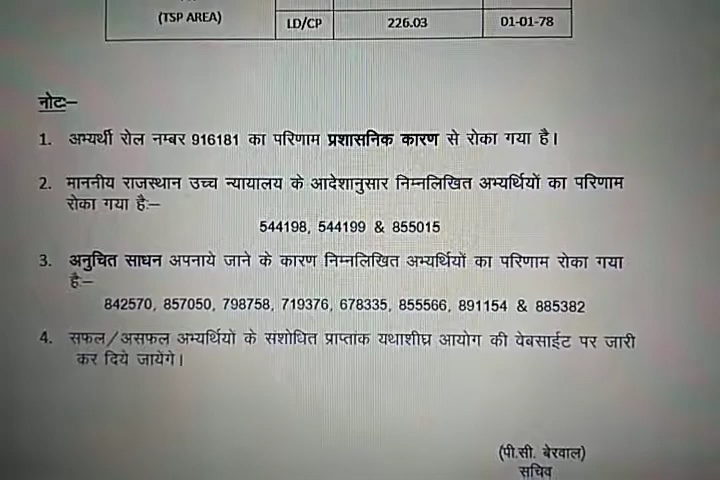 (TSP AREA)
LD/CP 226.03 01-01-78
नोटः–
1. अभ्यर्थी रोल नम्बर 916181 का परिणाम प्रशासनिक कारण से रोका गया है।
2. माननीय राजस्थान उच्च न्यायालय के आदेशानुसार निम्नलिखित अभ्यर्थियों का परिणाम
रोका गया हैः–
544198, 544199 & 855015
3. अनुचित साधन अपनाये जाने के कारण निम्नलिखित अभ्यर्थियों का परिणाम रोका गया
हैः–
842570, 857050, 798758, 719376, 678335, 855566, 891154 & 885382
4. सफल/असफल अभ्यर्थियों के संशोधित प्राप्तांक यथाशीघ्र आयोग की वेबसाईट पर जारी
कर दिये जायेंगे।
(पी.सी. बेरवाल)
सचिव